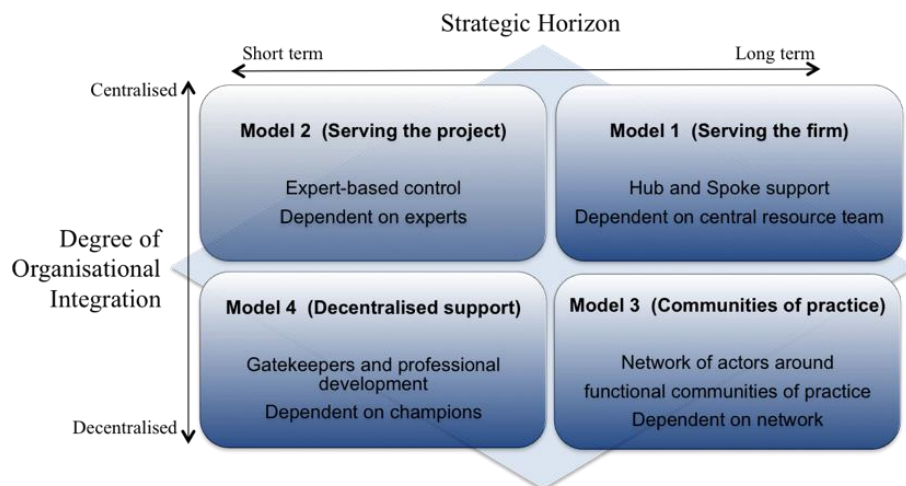 Strategic Horizon
Short term
Long term
Centralised
Model 2 (Serving the project)
Expert-based control
Dependent on experts
Model 1 (Serving the firm)
Hub and Spoke support
Dependent on central resource team
Degree of
Organisational
Integration
Model 4 (Decentralised support)
Gatekeepers and professional
development
Dependent on champions
Model 3 (Communities of practice)
Network of actors around
functional communities of practice
Dependent on network
Decentralised